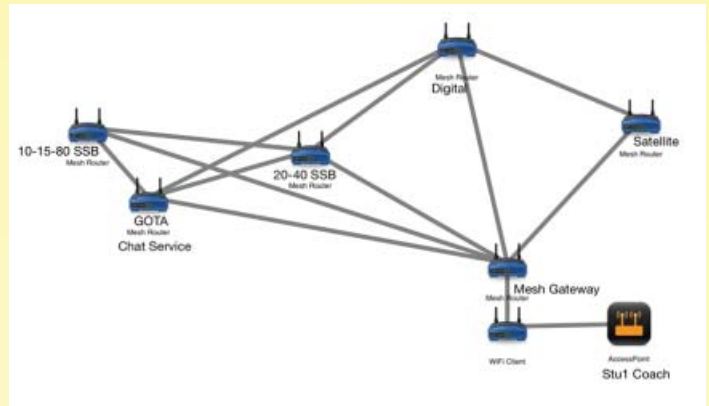 Mesh Router
Digital
10-15-80 SSB
Mesh Router
Satellite
Mesh Router
20-40 SSB
Mesh Router
GOTA
Mesh Router
Chat Service
Mesh Gateway
Mesh Router
WiFi Client
AccessPoint
Stu1 Coach